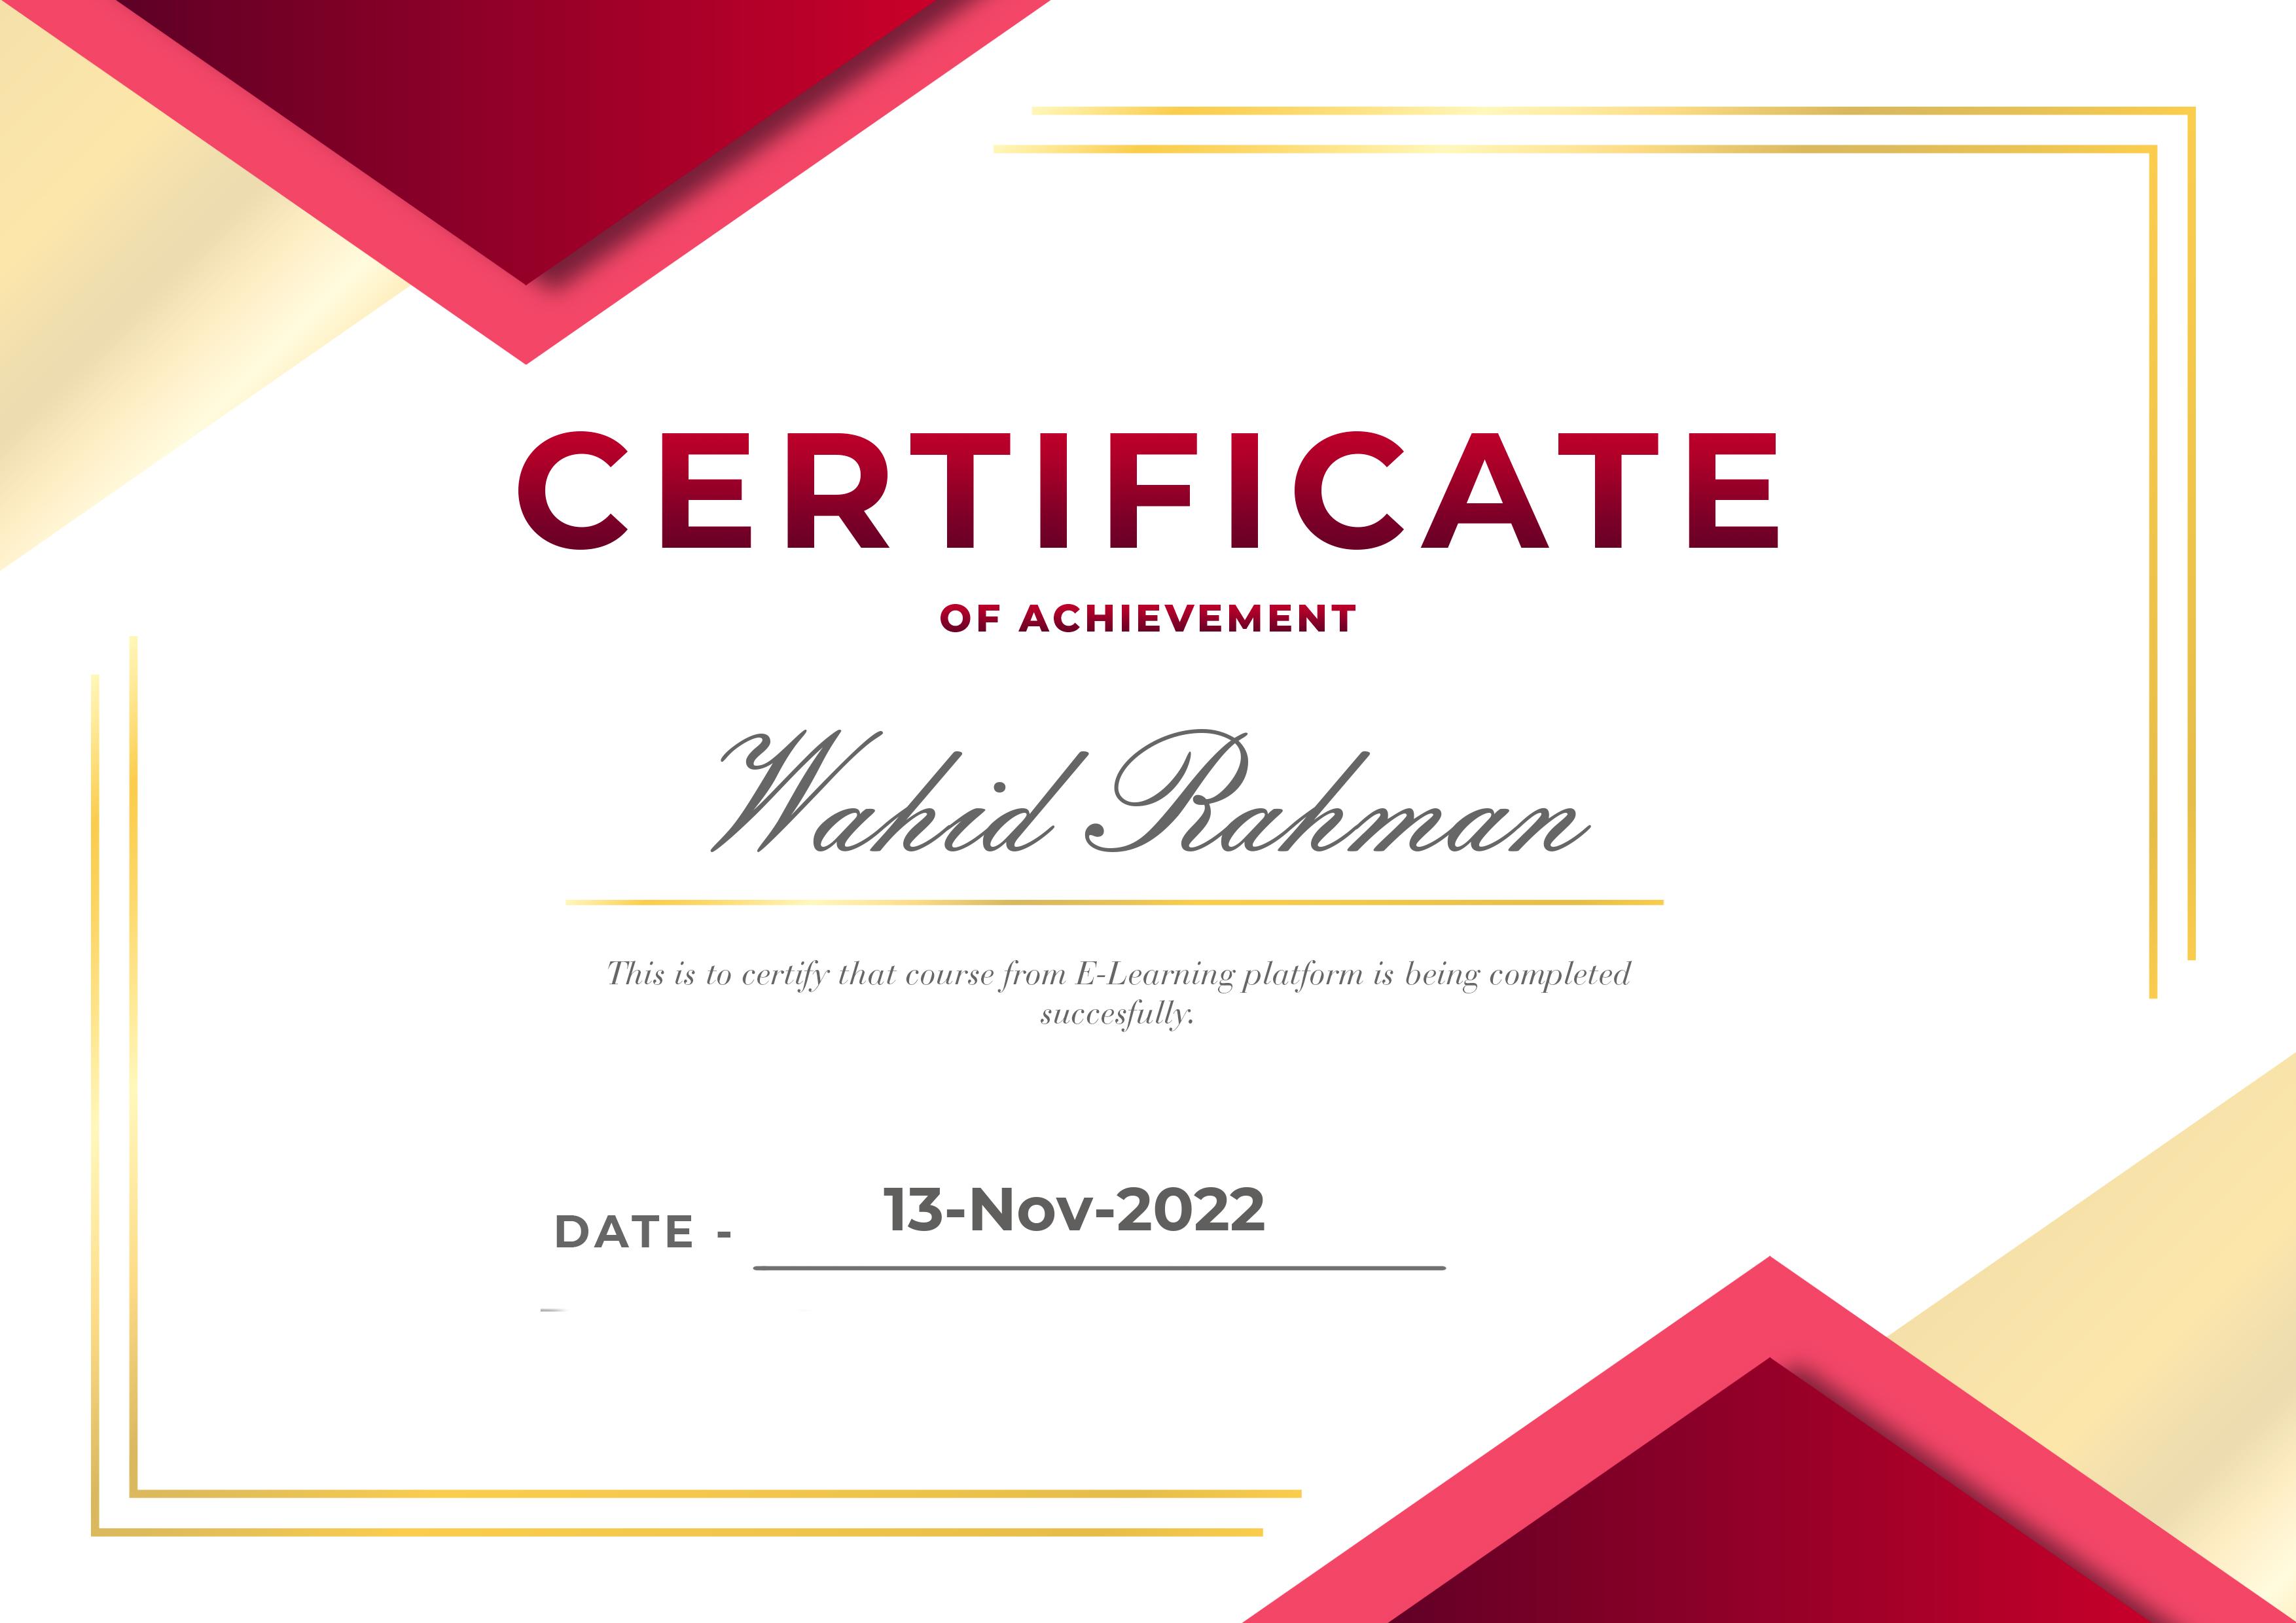 CERTIFICATE
OF ACHIEVEMENT
Wahid Rahman
This is to certify that course from E-Learning platform is being completed
succesfully.
DATE - 13-Nov-2022